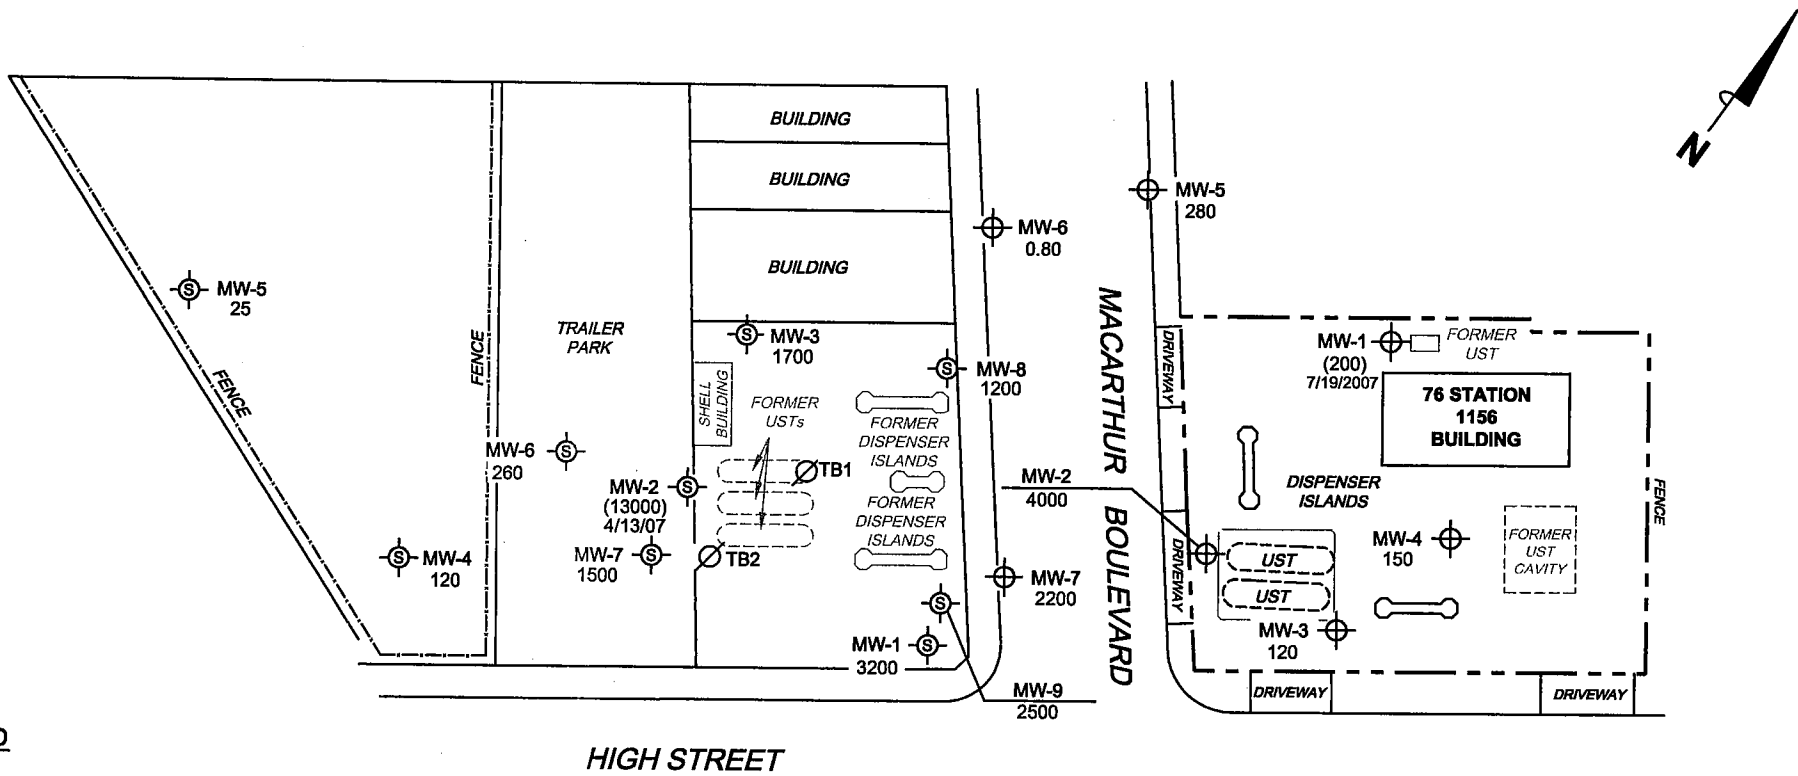 N
BUILDING
BUILDING
BUILDING
MW-5
280
MW-6
0.80
MW-5
25
TRAILER
PARK
FENCE
FENCE
MW-3
1700
MW-8
1200
SHELL
BUILDING
FORMER
USTs
FORMER
DISPENSER
ISLANDS
FORMER
DISPENSER
ISLANDS
MW-6
260
MW-2
(13000)
4/13/07
TB1
TB2
MW-7
1500
MW-4
120
MW-1
3200
MW-9
2500
MW-7
2200
MW-2
4000
MACARTHUR BOULEVARD
DRIVEWAY
DRIVEWAY
MW-1
(200)
7/19/2007
FORMER
UST
76 STATION
1156
BUILDING
DISPENSER
ISLANDS
FENCE
UST
UST
MW-4
150
FORMER
UST
CAVITY
MW-3
120
DRIVEWAY
DRIVEWAY
HIGH STREET